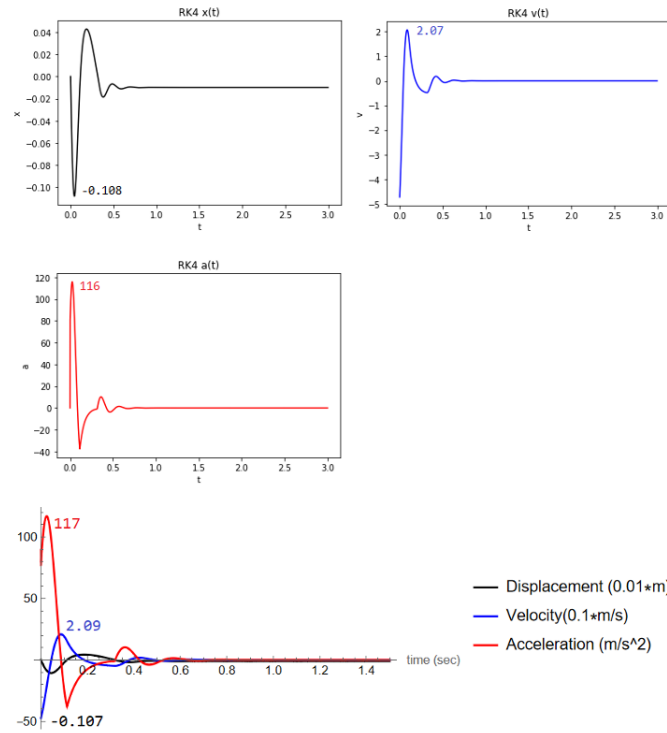 RK4 x(t)
0.04
0.02
0.00
−0.02
−0.04
−0.06
−0.08
−0.10
x
-0.108
0.0 0.5 1.0 1.5 2.0 2.5 3.0
t
RK4 v(t)
2
1
0
−1
−2
−3
−4
−5
v
2.07
0.0 0.5 1.0 1.5 2.0 2.5 3.0
t
RK4 a(t)
120
100
80
60
40
20
0
−20
−40
a
116
0.0 0.5 1.0 1.5 2.0 2.5 3.0
t
117
100
50
2.09
0.2 0.4 0.6 0.8 1.0 1.2 1.4
time (sec)
-0.107
−50
Displacement (0.01*m)
Velocity(0.1*m/s)
Acceleration (m/s^2)